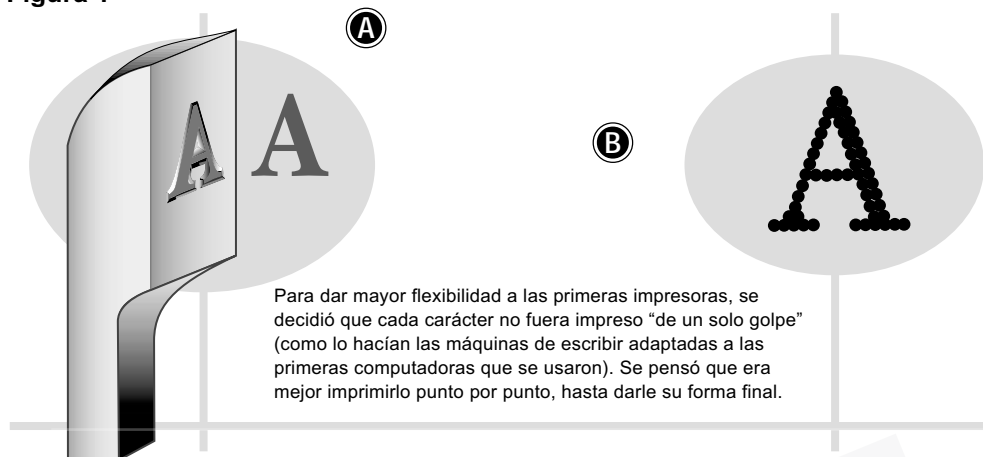 A
A
A
B
A
Para dar mayor flexibilidad a las primeras impresoras, se
decidió que cada carácter no fuera impreso “de un solo golpe”
(como lo hacían las máquinas de escribir adaptadas a las
primeras computadoras que se usaron). Se pensó que era
mejor imprimirlo punto por punto, hasta darle su forma final.